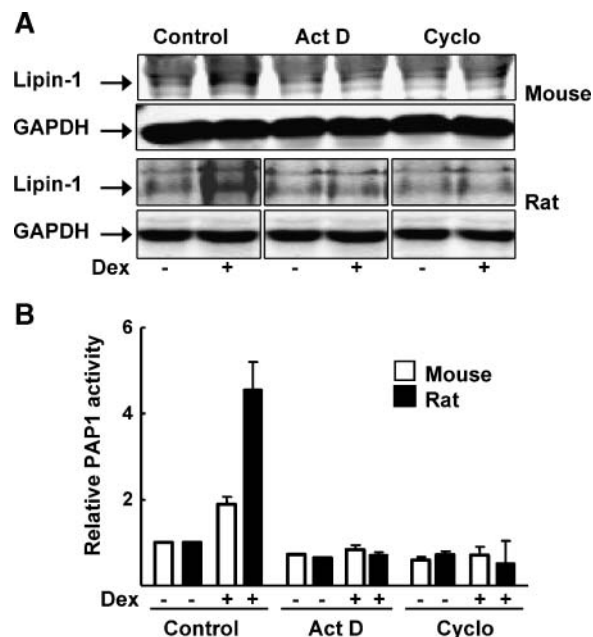 A
Control Act D Cyclo
Lipin-1
Mouse
GAPDH
Lipin-1
Rat
GAPDH
Dex - + - + - +
B
6
4
2
Relative PAP1 activity
Mouse
Rat
Dex - - + + - - + + - - + +
Control Act D Cyclo